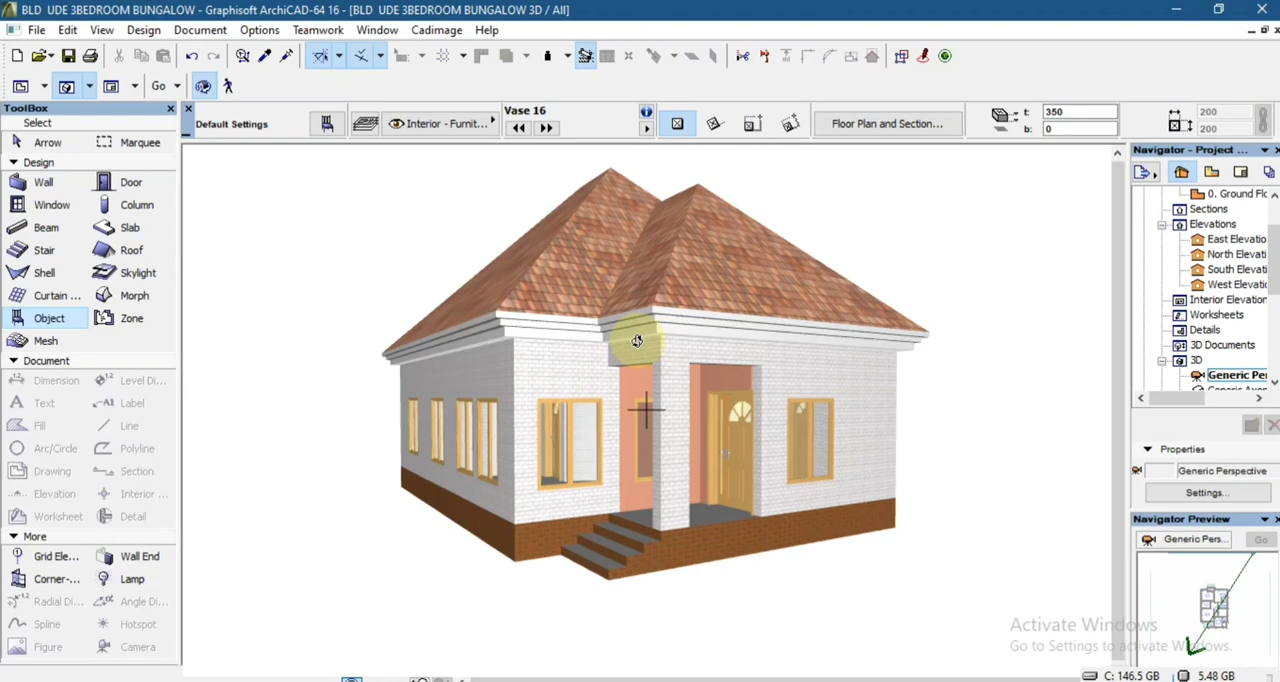 BLD UDE 3BEDROOM BUNGALOW - Graphisoft ArchiCAD-64 16 - [BLD UDE 3BEDROOM BUNGALOW 3D / All]
File Edit View Design Document Options Teamwork Window Cadimage Help
Go
ToolBox
Select
Arrow Marquee
Design
Wall Door
Window Column
Beam Slab
Stair Roof
Shell Skylight
Curtain ... Morph
Object Zone
Mesh
Document
Dimension Level Di...
Text Label
Fill Line
Arc/Circle Polyline
Drawing Section
Elevation Interior ...
Worksheet Detail
More
Grid Ele... Wall End
Corner-... Lamp
Radial Di... Angle Di...
Spline Hotspot
Figure Camera
Default Settings
Interior - Furnit...
Vase 16
Floor Plan and Section...
t: 350
b: 0
200
200
Navigator - Project ...
0. Ground Flo
Sections
Elevations
East Elevatio
North Elevati
South Elevati
West Elevatio
Interior Elevation
Worksheets
Details
3D Documents
3D
Generic Per
Generic Axon
Properties
Generic Perspective
Settings...
Navigator Preview
Generic Pers...
Go
Activate Windows
Go to Settings to activate Windows.
C: 146.5 GB 5.48 GB